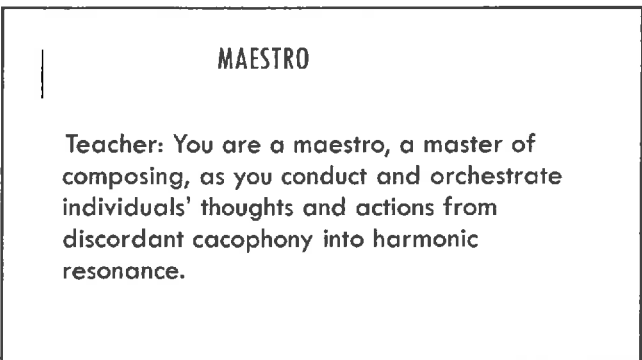 MAESTRO
Teacher: You are a maestro, a master of
composing, as you conduct and orchestrate
individuals' thoughts and actions from
discordant cacophony into harmonic
resonance.